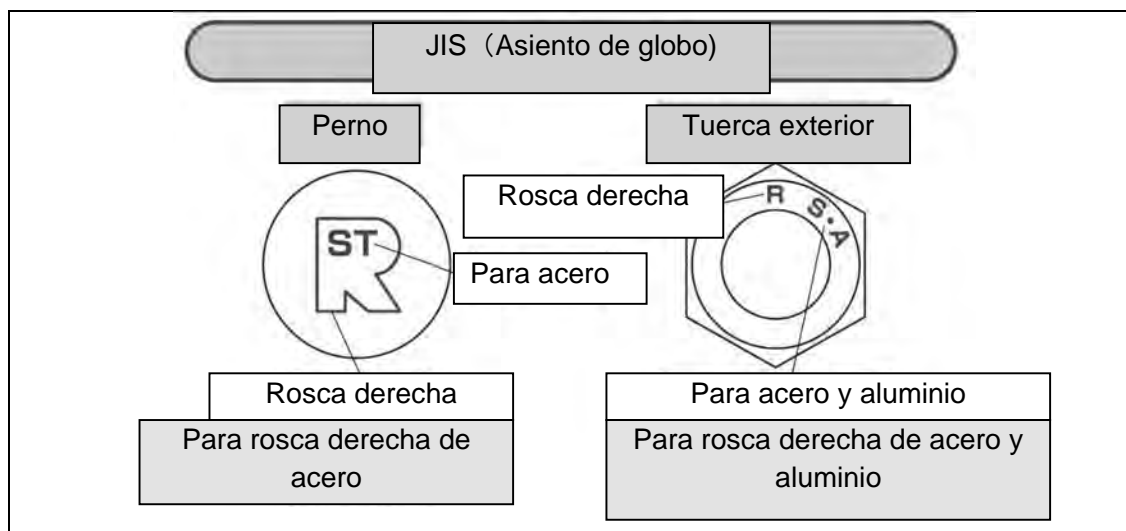 JIS（Asiento de globo)
Perno
Tuerca exterior
Rosca derecha
R S·A
ST
R
Para acero
Rosca derecha
Para acero y aluminio
Para rosca derecha de
acero
Para rosca derecha de acero y
aluminio